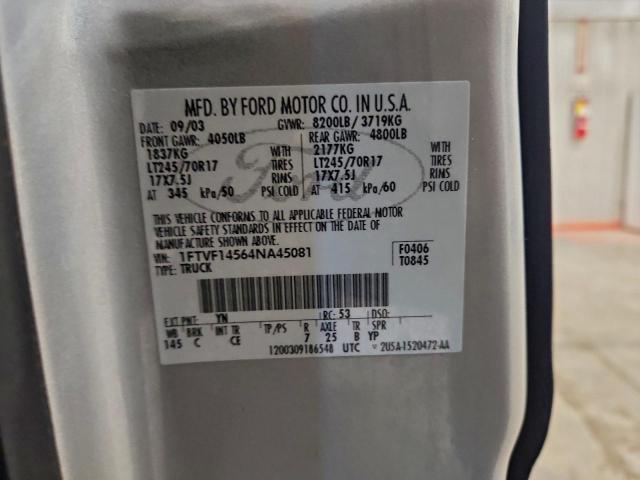 MFD. BY FORD MOTOR CO. IN U.S.A.
DATE: 09/03 GVWR: 8200LB/ 3719KG
FRONT GAWR: 4050LB REAR GAWR: 4800LB
1837KG WITH 2177KG WITH
LT245/70R17 TIRES LT245/70R17 TIRES
17X7.5J RIMS 17X7.5J RIMS
AT 345 kPa/50 PSI COLD AT 415 kPa/60 PSI COLD
THIS VEHICLE CONFORMS TO ALL APPLICABLE FEDERAL MOTOR
VEHICLE SAFETY STANDARDS IN EFFECT ON THE DATE OF
MANUFACTURE SHOWN ABOVE.
VIN: 1FTVF14564NA45081 F0406
TYPE: TRUCK T0845
Ford
EXT PNT: YN RC: 53 DSO:
WB BRK INT TR TP/PS R AXLE TR SPR
145 C CE 7 25 B YP
1200309186548 UTC 2U5A-1520472-AA